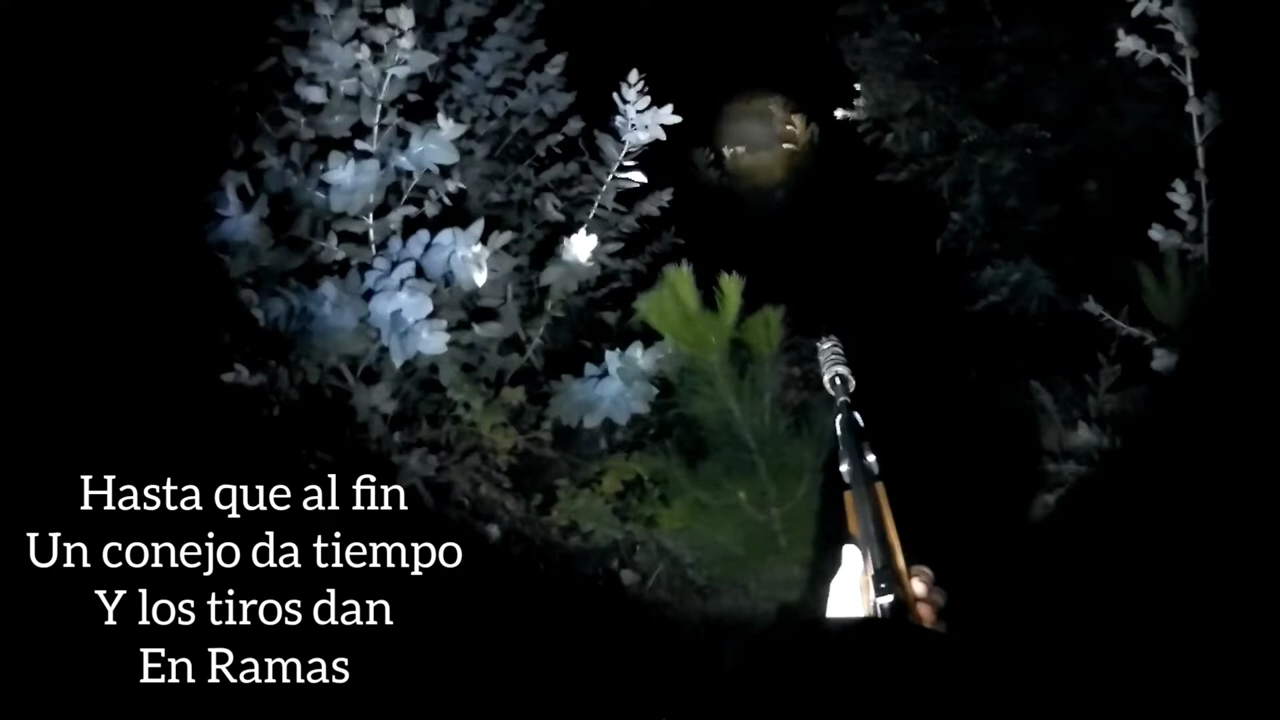 Hasta que al fin
Un conejo da tiempo
Y los tiros dan
En Ramas